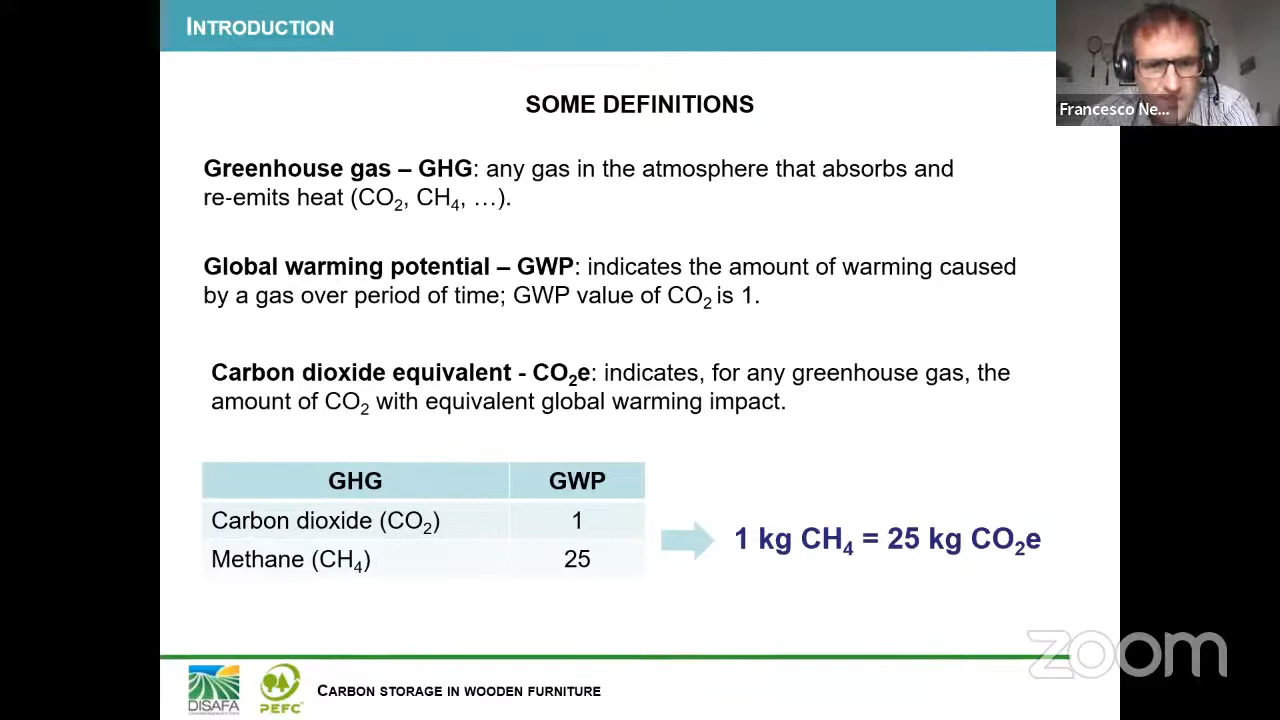 INTRODUCTION
Francesco Ne...
SOME DEFINITIONS
Greenhouse gas – GHG: any gas in the atmosphere that absorbs and
re-emits heat (CO₂, CH₄, …).
Global warming potential – GWP: indicates the amount of warming caused
by a gas over period of time; GWP value of CO₂ is 1.
Carbon dioxide equivalent - CO₂e: indicates, for any greenhouse gas, the
amount of CO₂ with equivalent global warming impact.
GHG GWP
Carbon dioxide (CO₂) 1
Methane (CH₄) 25
1 kg CH₄ = 25 kg CO₂e
zoom
DISAFA
PEFC
CARBON STORAGE IN WOODEN FURNITURE